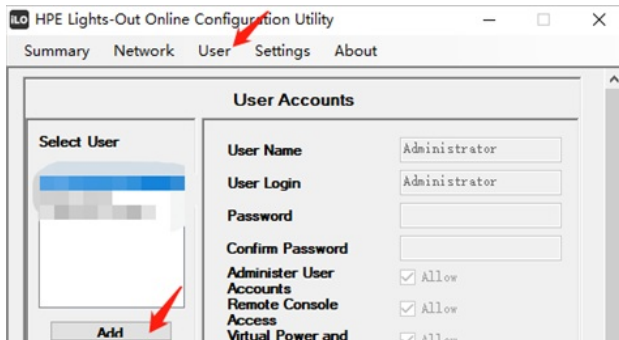 iLO HPE Lights-Out Online Configuration Utility
Summary Network User Settings About
User Accounts
Select User
User Name Administrator
User Login Administrator
Password
Confirm Password
Administer User
Accounts
Allow
Remote Console
Access
Allow
Add
Virtual Power and
Allow